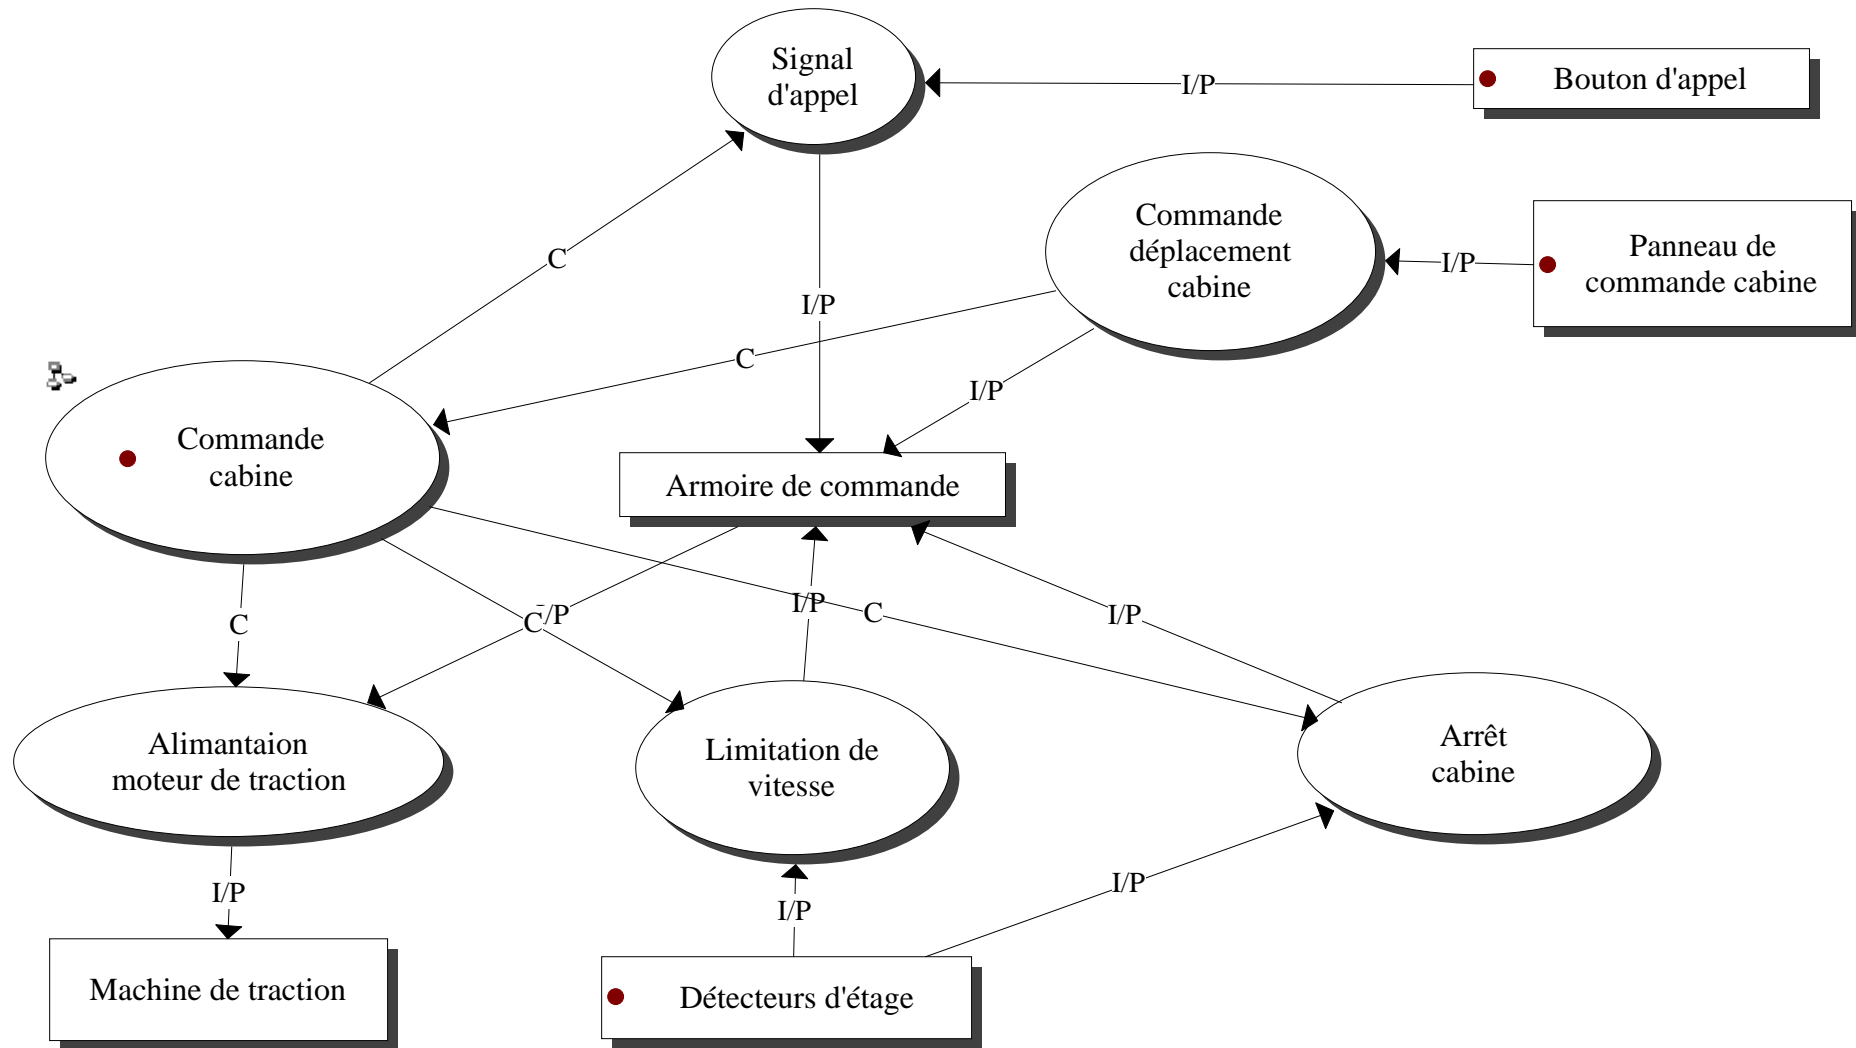 Signal
d'appel
I/P
Bouton d'appel
Commande
déplacement
cabine
I/P
Panneau de
commande cabine
C
I/P
C
I/P
Commande
cabine
Armoire de commande
C
C
/P
I/P
C
I/P
Alimantaion
moteur de traction
Limitation de
vitesse
Arrêt
cabine
I/P
I/P
I/P
Machine de traction
Détecteurs d'étage